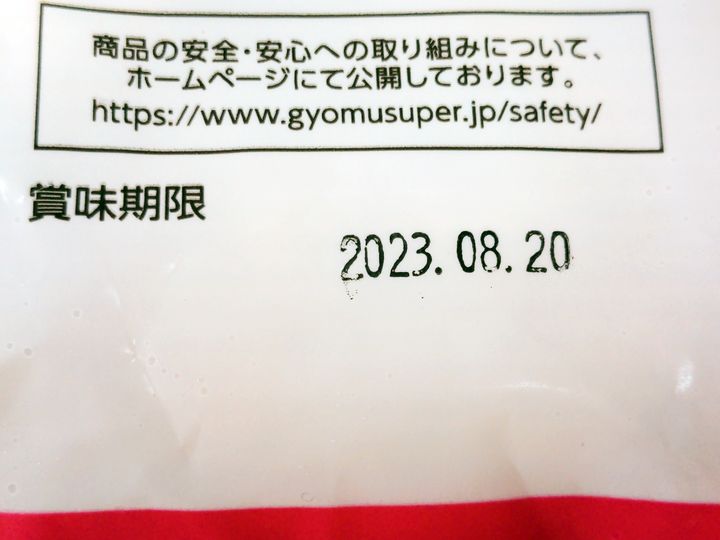 商品の安全・安心への取り組みについて、
ホームページにて公開しております。
https://www.gyomusuper.jp/safety/
賞味期限
2023.08.20